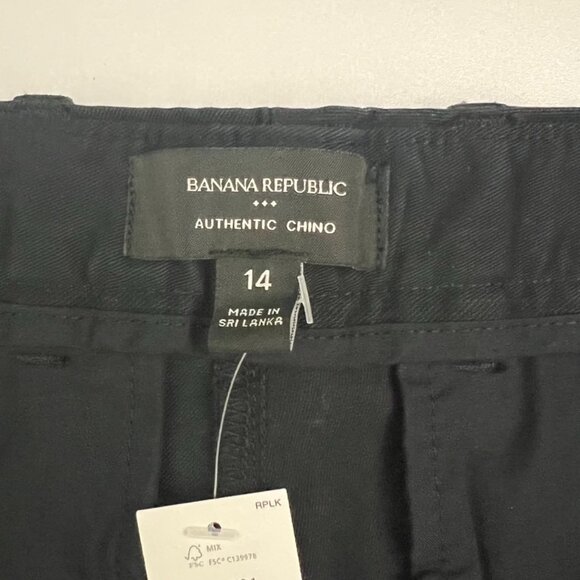 BANANA REPUBLIC
AUTHENTIC CHINO
14
MADE IN
SRI LANKA
RPLK
MIX
FSC FSC® C139978